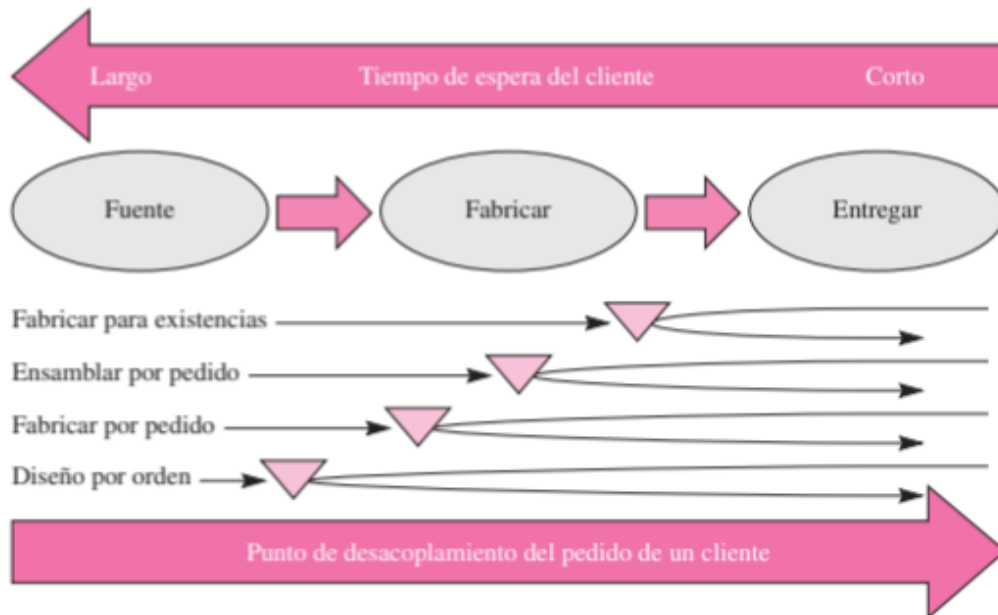 Largo Tiempo de espera del cliente Corto
Fuente Fabricar Entregar
Fabricar para existencias
Ensamblar por pedido
Fabricar por pedido
Diseño por orden
Punto de desacoplamiento del pedido de un cliente